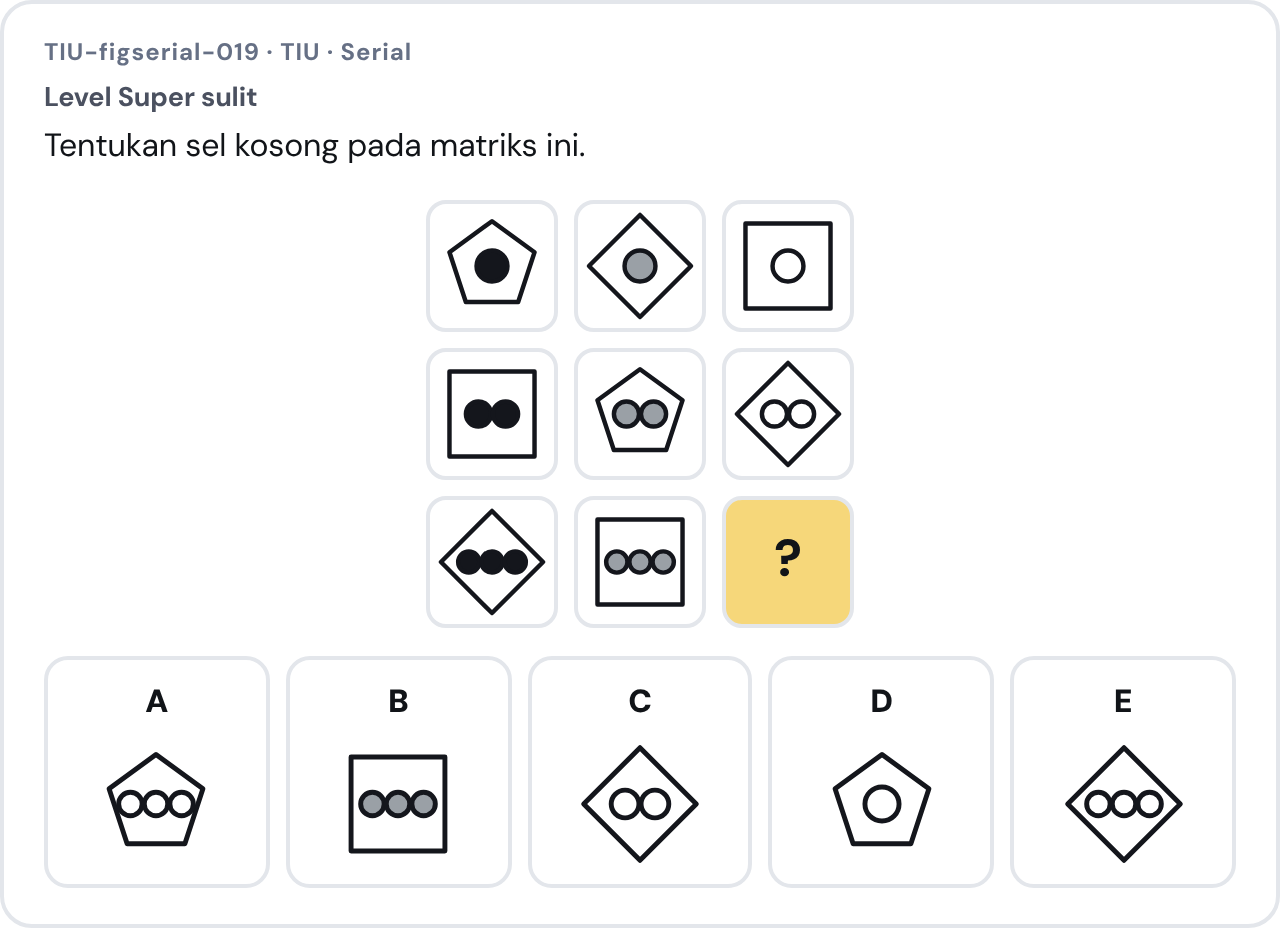 TIU-figserial-019 · TIU · Serial
Level Super sulit
Tentukan sel kosong pada matriks ini.
?
A B C D E